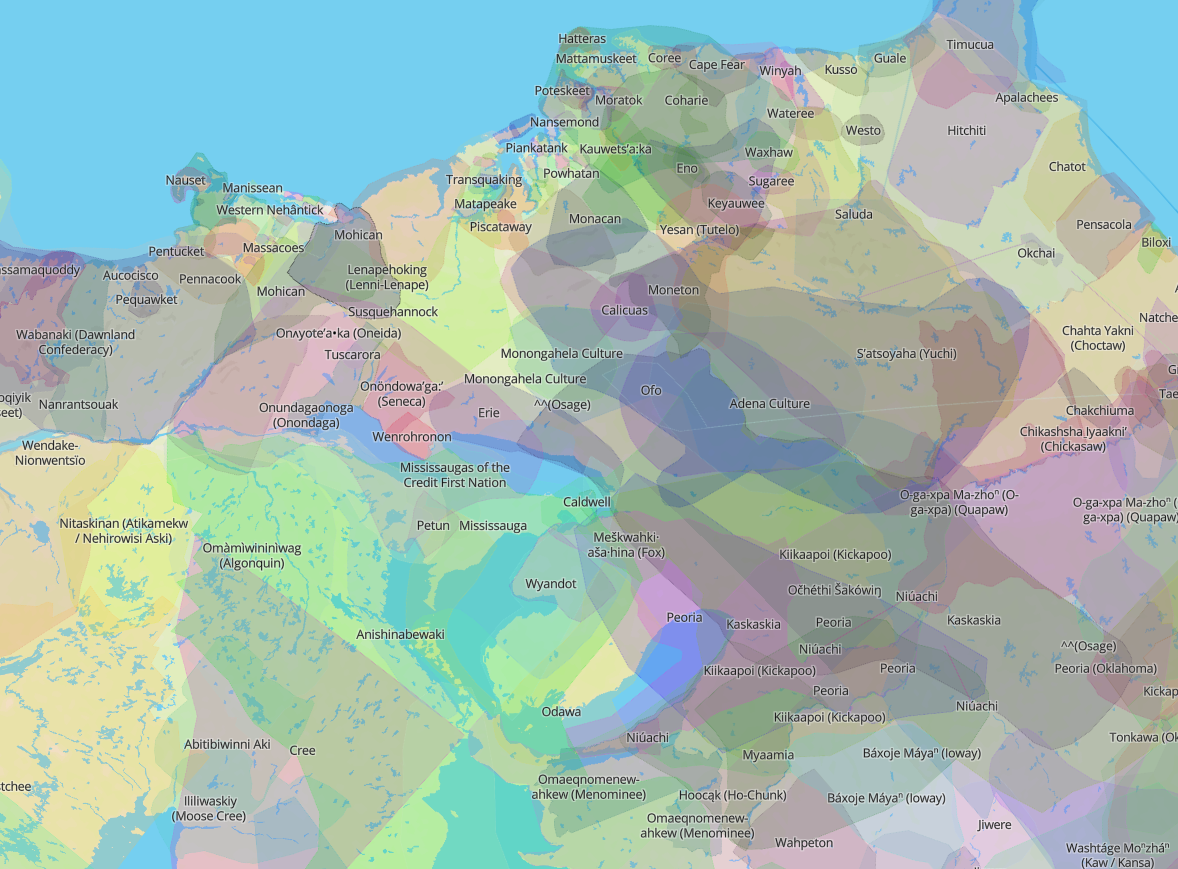 Hatteras
Mattamuskeet
Coree
Cape Fear
Timucua
Guale
Kusso
Winyah
Poteskeet
Moratok
Coharie
Apalachees
Wateree
Nansemond
Westo
Hitchiti
Piankatank
Kauwets'a:ka
Waxhaw
Powhatan
Eno
Chatot
Nauset
Manissean
Transquaking
Sugaree
Matapeake
Keyauwee
Western Nehântick
Monacan
Saluda
Pensacola
Piscataway
Yesan (Tutelo)
Mohican
Biloxi
Pentucket
Massacoes
Okchai
ssamaquoddy
Aucocisco
Pennacook
Lenapehoking
(Lenni-Lenape)
Mohican
Moneton
Pequawket
Susquehannock
Calicuas
Natche
Wabanaki (Dawnland
Confederacy)
Onʌyote'a•ka (Oneida)
Chahta Yakni
(Choctaw)
Tuscarora
Monongahela Culture
S'atsoyaha (Yuchi)
Monongahela Culture
Onöndowa'ga:'
(Seneca)
Ofo
Adena Culture
Tae
oqiyik
seet)
Nanrantsouak
Onundagaonoga
(Onondaga)
Erie
^^(Osage)
Chakchiuma
Wenrohronon
Chikashsha Iyaakni'
(Chickasaw)
Wendake-
Nionwentsïo
Mississaugas of the
Credit First Nation
Caldwell
O-ga-xpa Ma-zhoⁿ (O-
ga-xpa) (Quapaw)
O-ga-xpa Ma-zhoⁿ (
ga-xpa) (Quapaw)
Nitaskinan (Atikamekw
/ Nehirowisi Aski)
Petun
Mississauga
Omàmìwininìwag
(Algonquin)
Meškwahki·
aša·hina (Fox)
Kiikaapoi (Kickapoo)
Wyandot
Očhéthi Šakówiŋ
Niúachi
Peoria
Kaskaskia
Peoria
Kaskaskia
Anishinabewaki
Niúachi
^^(Osage)
Kiikaapoi (Kickapoo)
Peoria
Peoria (Oklahoma)
Peoria
Kickap
Odawa
Niúachi
Kiikaapoi (Kickapoo)
Niúachi
Tonkawa (Ok
Abitibiwinni Aki
Cree
Myaamia
Báxoje Máyaⁿ (Ioway)
stchee
Omaeqnomenew-
ahkew (Menominee)
Hoocąk (Ho-Chunk)
Báxoje Máyaⁿ (Ioway)
Ililiwaskiy
(Moose Cree)
Omaeqnomenew-
ahkew (Menominee)
Jiwere
Wahpeton
Washtáge Moⁿzháⁿ
(Kaw / Kansa)